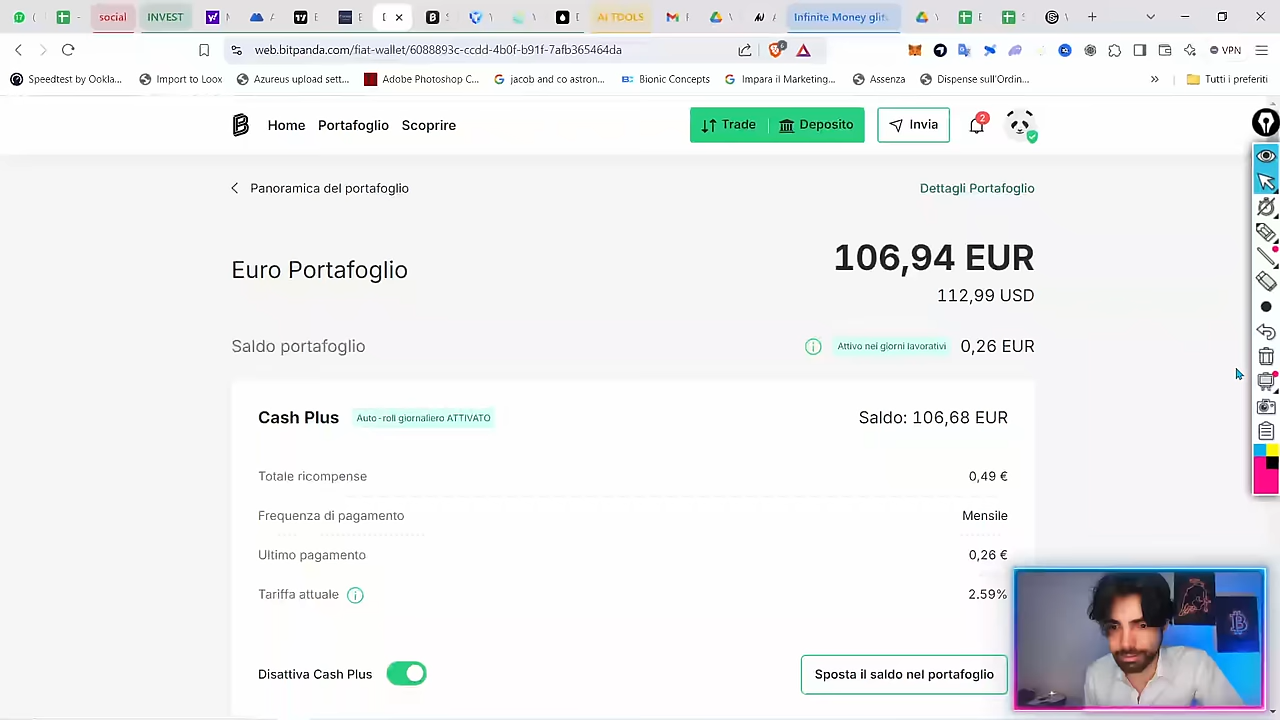 social
INVEST
E
E
AI TOOLS
Infinite Money glit
web.bitpanda.com/fiat-wallet/6088893c-ccdd-4b0f-b91f-7afb365464da
6
VPN
Speedtest by Ookla...
Import to Loox
Azureus upload sett...
Adobe Photoshop C...
jacob and co astron...
Bionic Concepts
Impara il Marketing...
Assenza
Dispense sull'Ordin...
»
Tutti i preferiti
Home
Portafoglio
Scoprire
Trade
Deposito
Invia
2
Panoramica del portafoglio
Dettagli Portafoglio
Euro Portafoglio
106,94 EUR
112,99 USD
Saldo portafoglio
Attivo nei giorni lavorativi
0,26 EUR
Cash Plus
Auto-roll giornaliero ATTIVATO
Saldo: 106,68 EUR
Totale ricompense
0,49 €
Frequenza di pagamento
Mensile
Ultimo pagamento
0,26 €
Tariffa attuale
2.59%
Disattiva Cash Plus
Sposta il saldo nel portafoglio